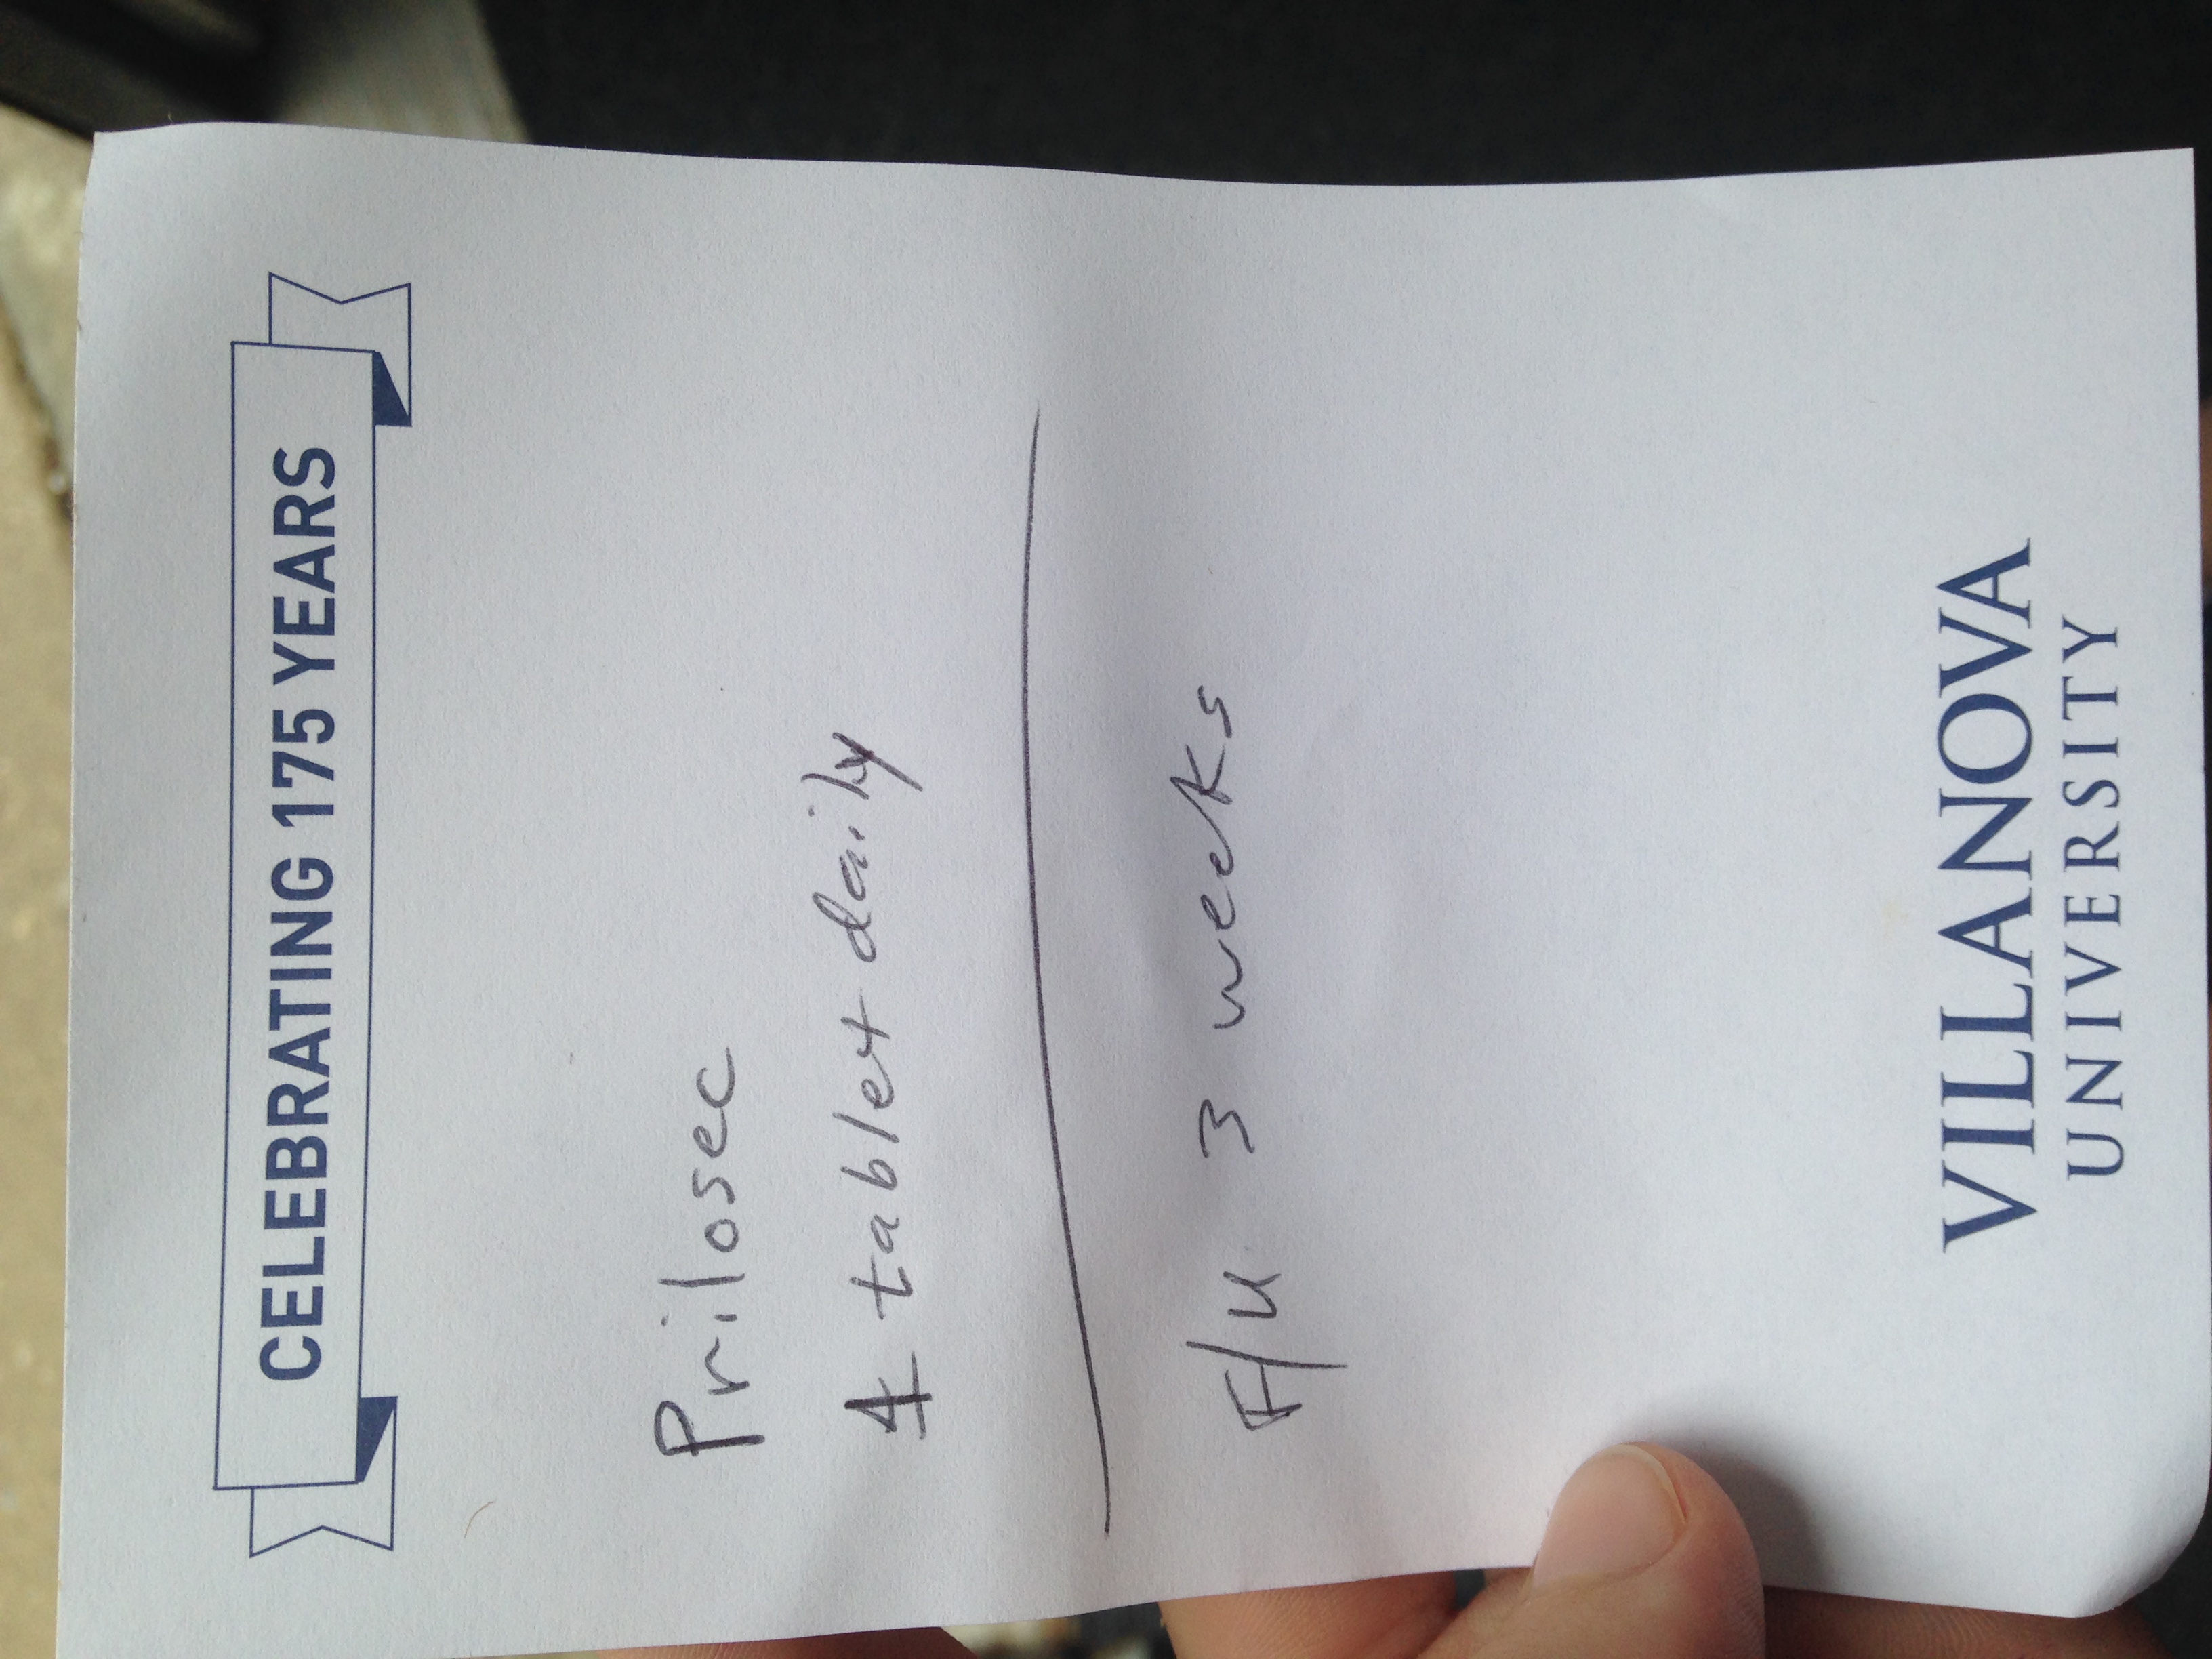 CELEBRATING 175 YEARS
Prilosec
1 tablet daily
F/u 3 weeks
VILLANOVA
UNIVERSITY